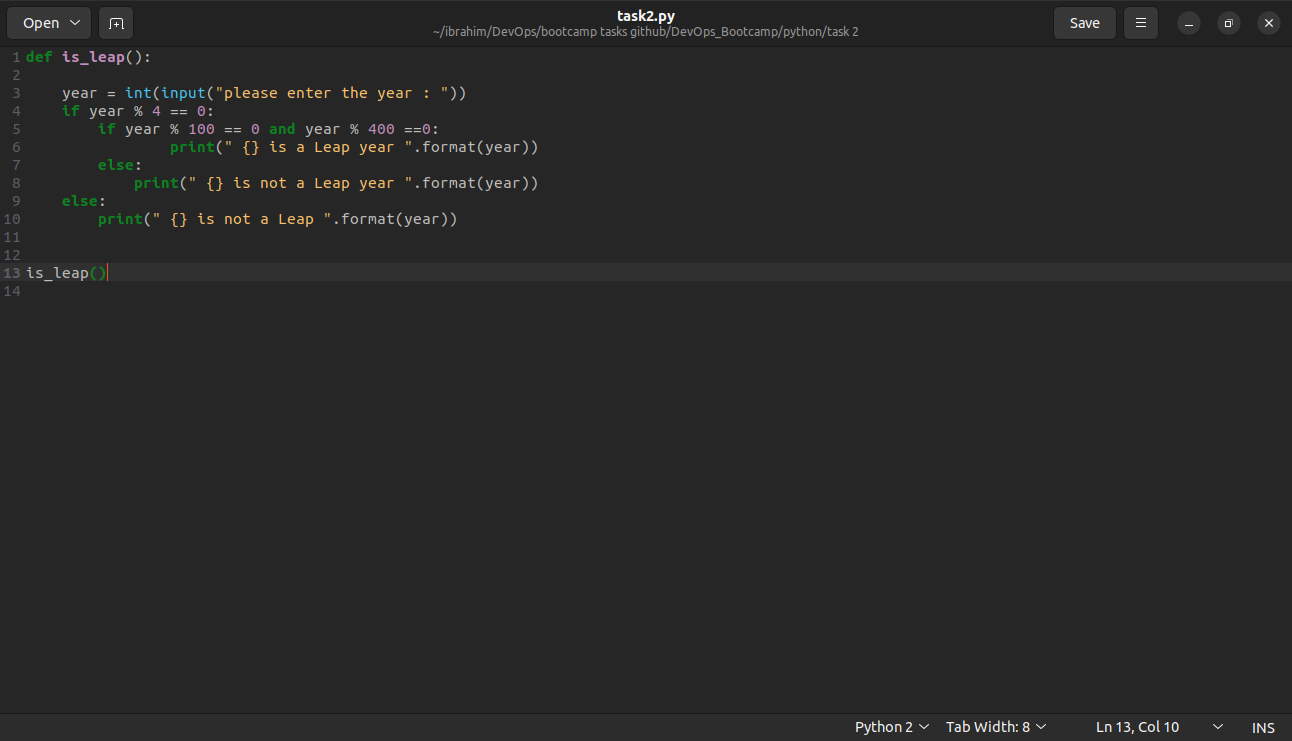 Open
task2.py
~/ibrahim/DevOps/bootcamp tasks github/DevOps_Bootcamp/python/task 2
Save
1 def is_leap():
2
3     year = int(input("please enter the year : "))
4     if year % 4 == 0:
5         if year % 100 == 0 and year % 400 ==0:
6                 print(" {} is a Leap year ".format(year))
7         else:
8             print(" {} is not a Leap year ".format(year))
9     else:
10         print(" {} is not a Leap ".format(year))
11
12
13 is_leap()
14
Python 2
Tab Width: 8
Ln 13, Col 10
INS